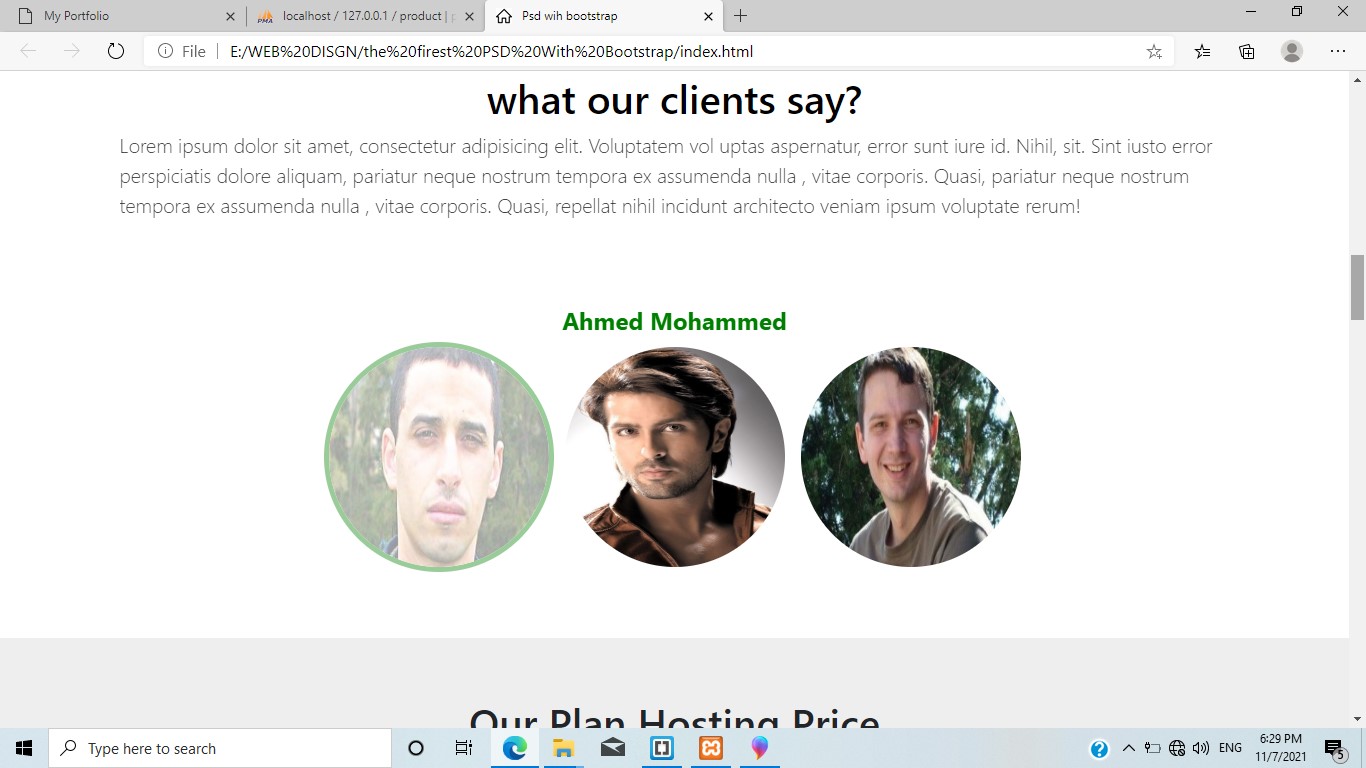 My Portfolio
localhost / 127.0.0.1 / product |
Psd wih bootstrap
File
E:/WEB%20DISGN/the%20firest%20PSD%20With%20Bootstrap/index.html
what our clients say?
Lorem ipsum dolor sit amet, consectetur adipisicing elit. Voluptatem vol uptas aspernatur, error sunt iure id. Nihil, sit. Sint iusto error
perspiciatis dolore aliquam, pariatur neque nostrum tempora ex assumenda nulla , vitae corporis. Quasi, pariatur neque nostrum
tempora ex assumenda nulla , vitae corporis. Quasi, repellat nihil incidunt architecto veniam ipsum voluptate rerum!
Ahmed Mohammed
Our Plan Hosting Price
Type here to search
ENG
6:29 PM
11/7/2021
5